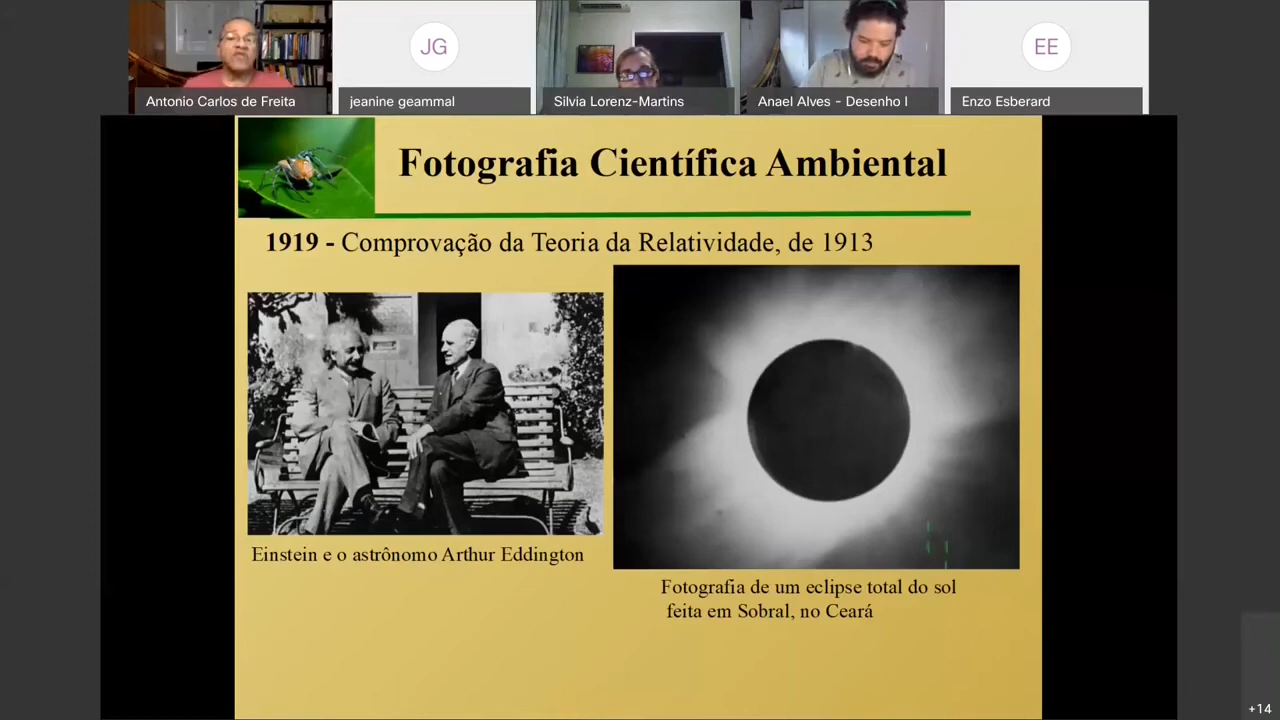 JG
EE
Antonio Carlos de Freita
jeanine geammal
Silvia Lorenz-Martins
Anael Alves - Desenho I
Enzo Esberard
Fotografia Científica Ambiental
1919 - Comprovação da Teoria da Relatividade, de 1913
Einstein e o astrônomo Arthur Eddington
Fotografia de um eclipse total do sol
feita em Sobral, no Ceará
+14